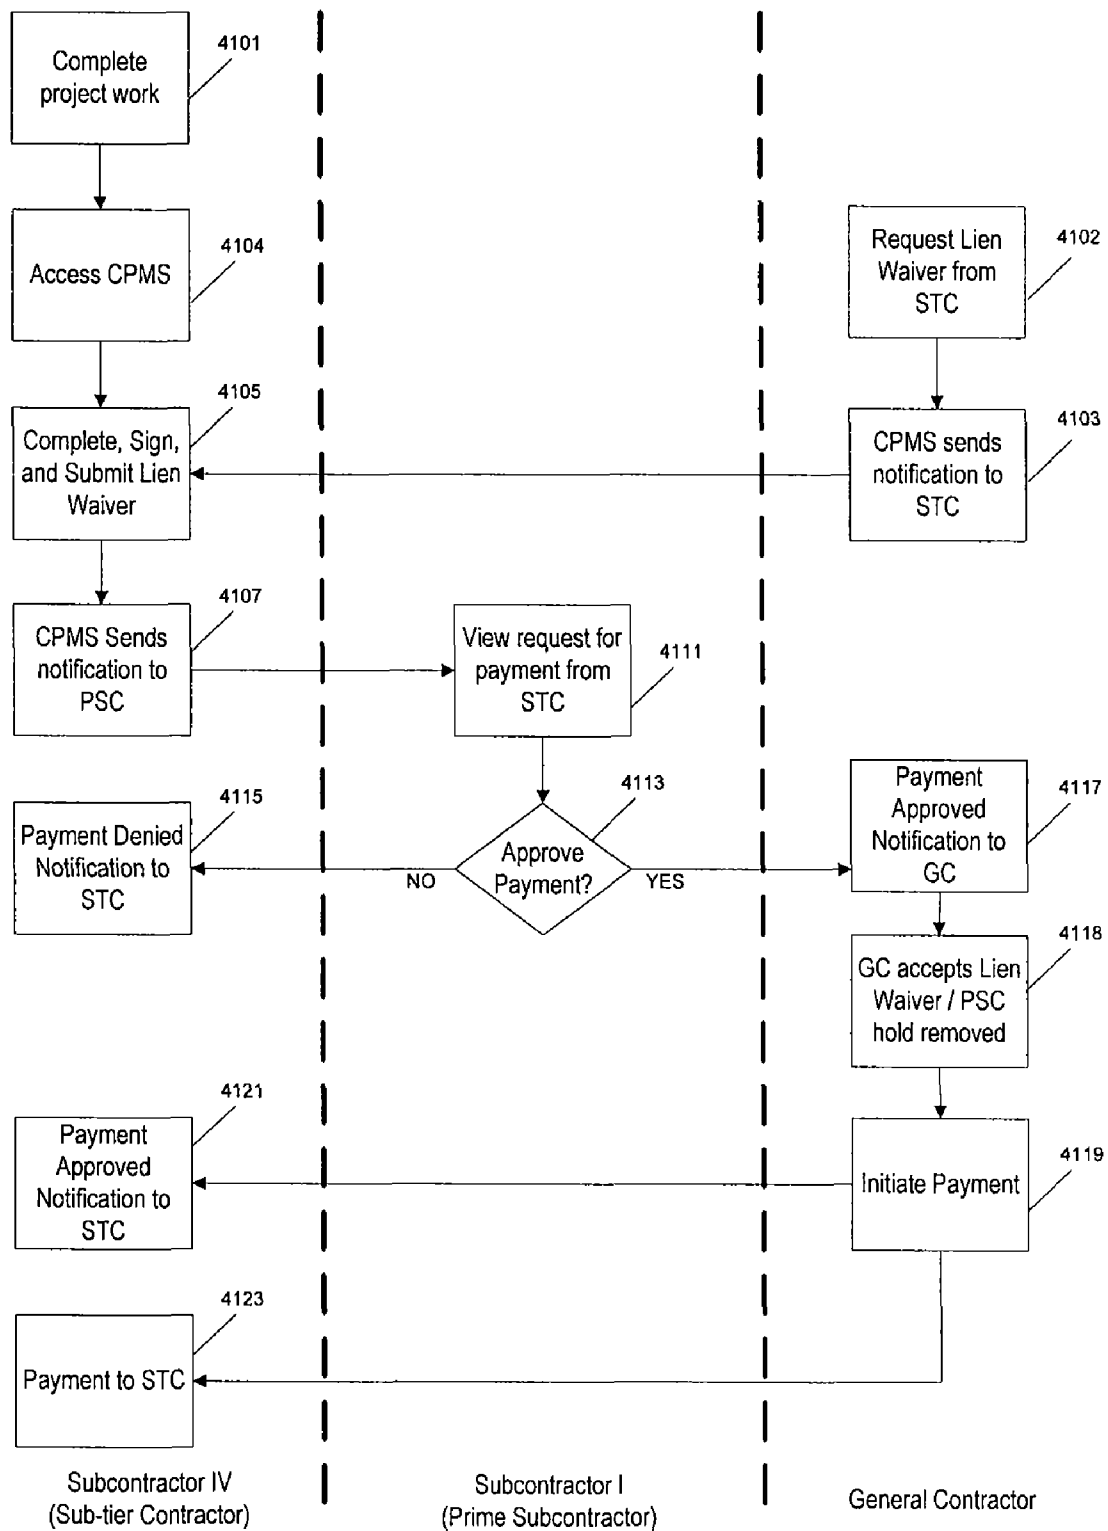 4101
Complete
project work
4104
Access CPMS
4102
Request Lien
Waiver from
STC
4105
Complete, Sign,
and Submit Lien
Waiver
4103
CPMS sends
notification to
STC
4107
CPMS Sends
notification to
PSC
View request for
payment from
STC
4111
4113
Approve
Payment?
NO
YES
4115
Payment Denied
Notification to
STC
Payment
Approved
Notification to
GC
4117
GC accepts Lien
Waiver / PSC
hold removed
4118
4121
Payment
Approved
Notification to
STC
Initiate Payment
4119
4123
Payment to STC
Subcontractor IV
(Sub-tier Contractor)
Subcontractor I
(Prime Subcontractor)
General Contractor